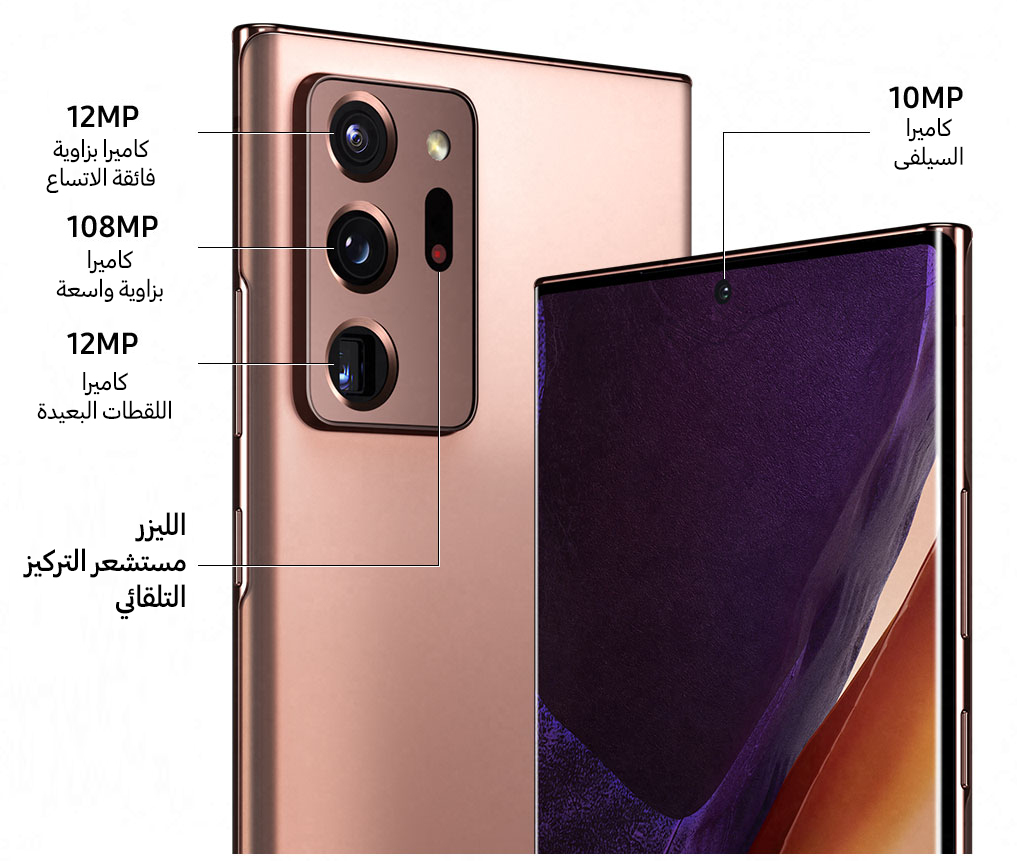 12MP
كاميرا بزاوية
فائقة الاتساع
108MP
كاميرا
بزاوية واسعة
12MP
كاميرا
اللقطات البعيدة
الليزر
مستشعر التركيز
التلقائي
10MP
كاميرا
السيلفى